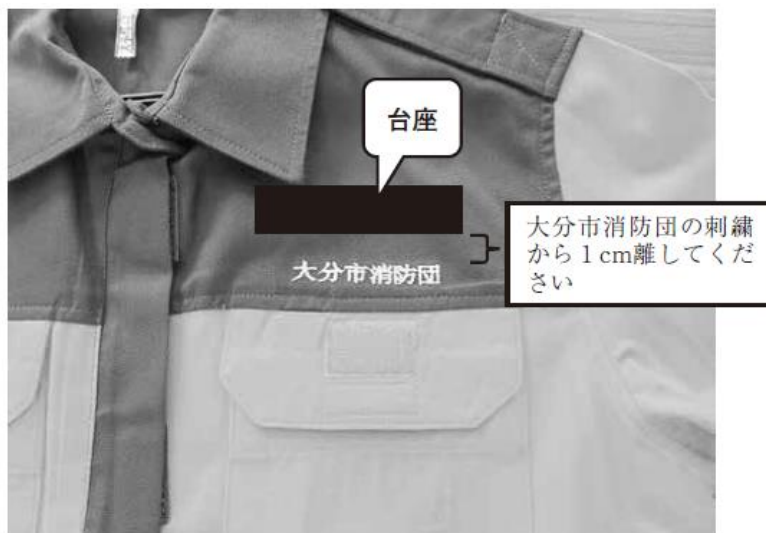 台座
大分市消防団の刺繍
から１cm離してくだ
さい
大分市消防団